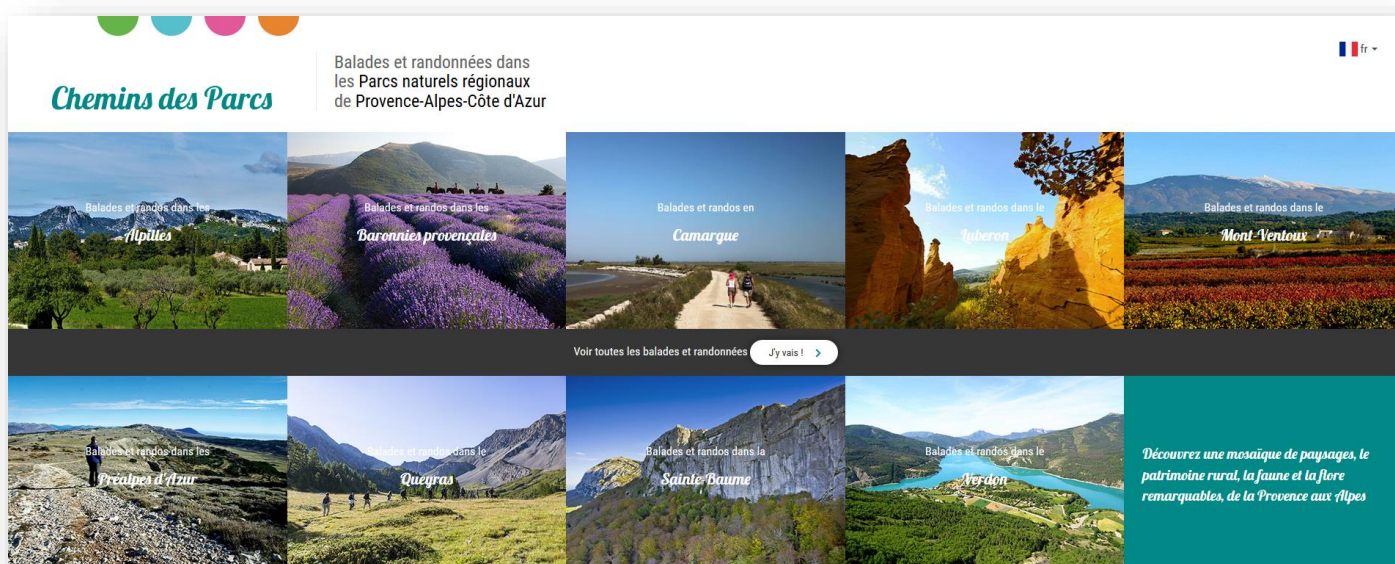 Chemins des Parcs
Balades et randonnées dans
les Parcs naturels régionaux
de Provence-Alpes-Côte d'Azur
fr
Balades et randos dans les
Alpilles
Balades et randos dans les
Baronnies provençales
Balades et randos en
Camargue
Balades et randos dans le
Luberon
Balades et randos dans le
Mont-Ventoux
Voir toutes les balades et randonnées
J'y vais !
Balades et randos dans les
Préalpes d'Azur
Balades et randos dans le
Queyras
Balades et randos dans la
Sainte Baume
Balades et randos dans le
Verdon
Découvrez une mosaïque de paysages, le
patrimoine rural, la faune et la flore
remarquables, de la Provence aux Alpes